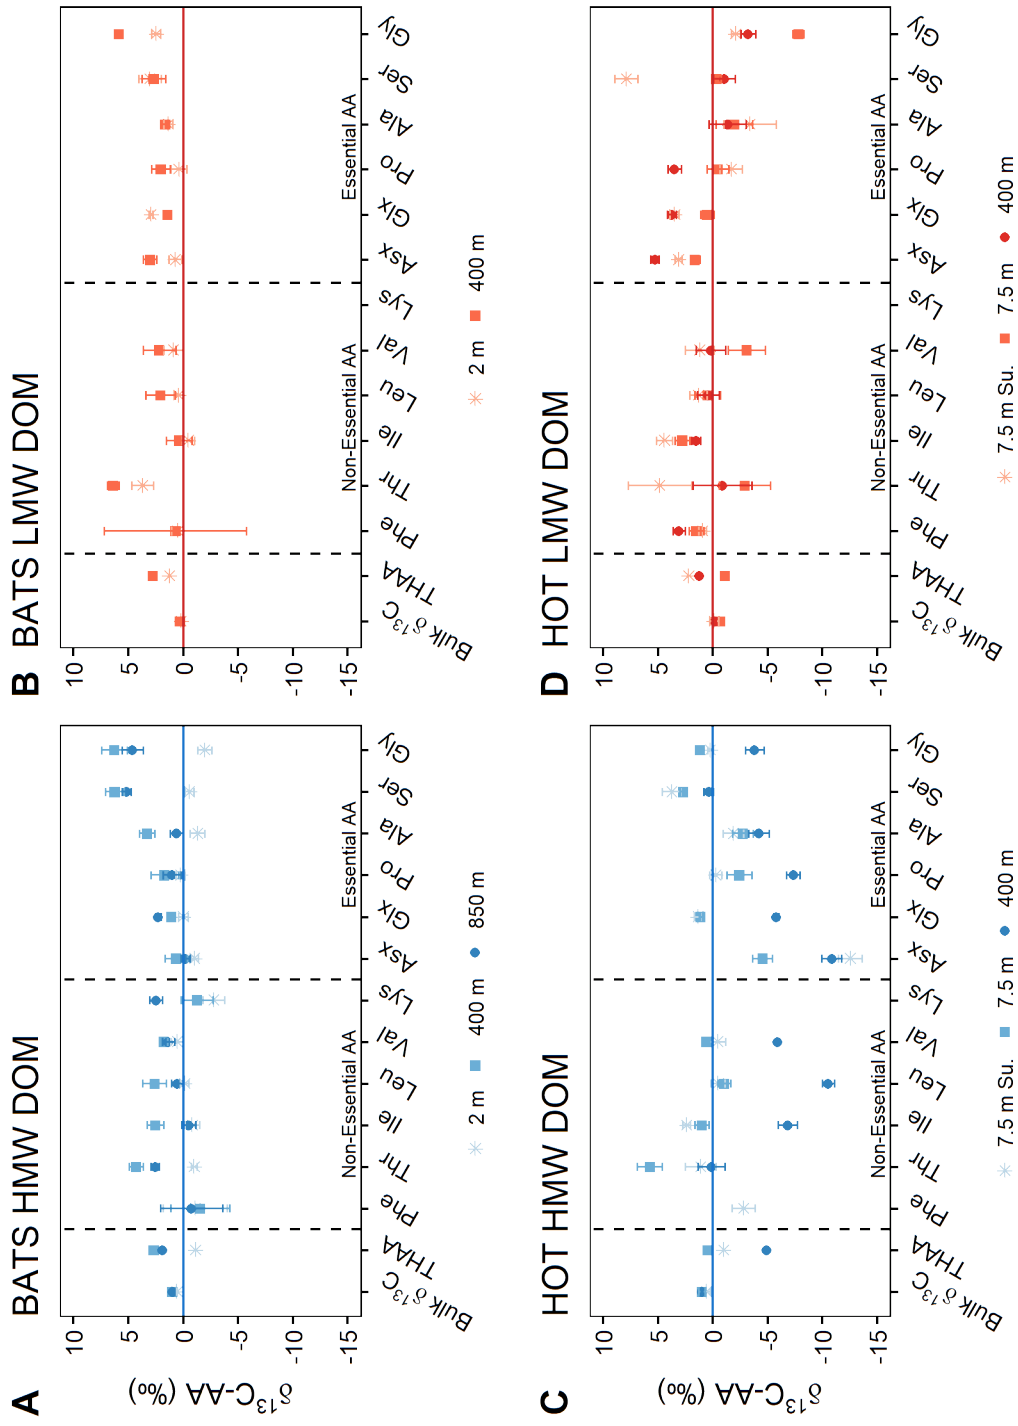 A BATS HMW DOM
δ¹³C-AA (‰)
10
5
0
-5
-10
-15
Non-Essential AA
Essential AA
Bulk δ¹³C
THAA
Phe
Thr
Ile
Leu
Val
Lys
Asx
Glx
Pro
Ala
Ser
Gly
2 m
400 m
850 m
B BATS LMW DOM
10
5
0
-5
-10
-15
Non-Essential AA
Essential AA
Bulk δ¹³C
THAA
Phe
Thr
Ile
Leu
Val
Lys
Asx
Glx
Pro
Ala
Ser
Gly
2 m
400 m
C HOT HMW DOM
δ¹³C-AA (‰)
10
5
0
-5
-10
-15
Non-Essential AA
Essential AA
Bulk δ¹³C
THAA
Phe
Thr
Ile
Leu
Val
Lys
Asx
Glx
Pro
Ala
Ser
Gly
7.5 m Su.
7.5 m
400 m
D HOT LMW DOM
10
5
0
-5
-10
-15
Non-Essential AA
Essential AA
Bulk δ¹³C
THAA
Phe
Thr
Ile
Leu
Val
Lys
Asx
Glx
Pro
Ala
Ser
Gly
7.5 m Su.
7.5 m
400 m